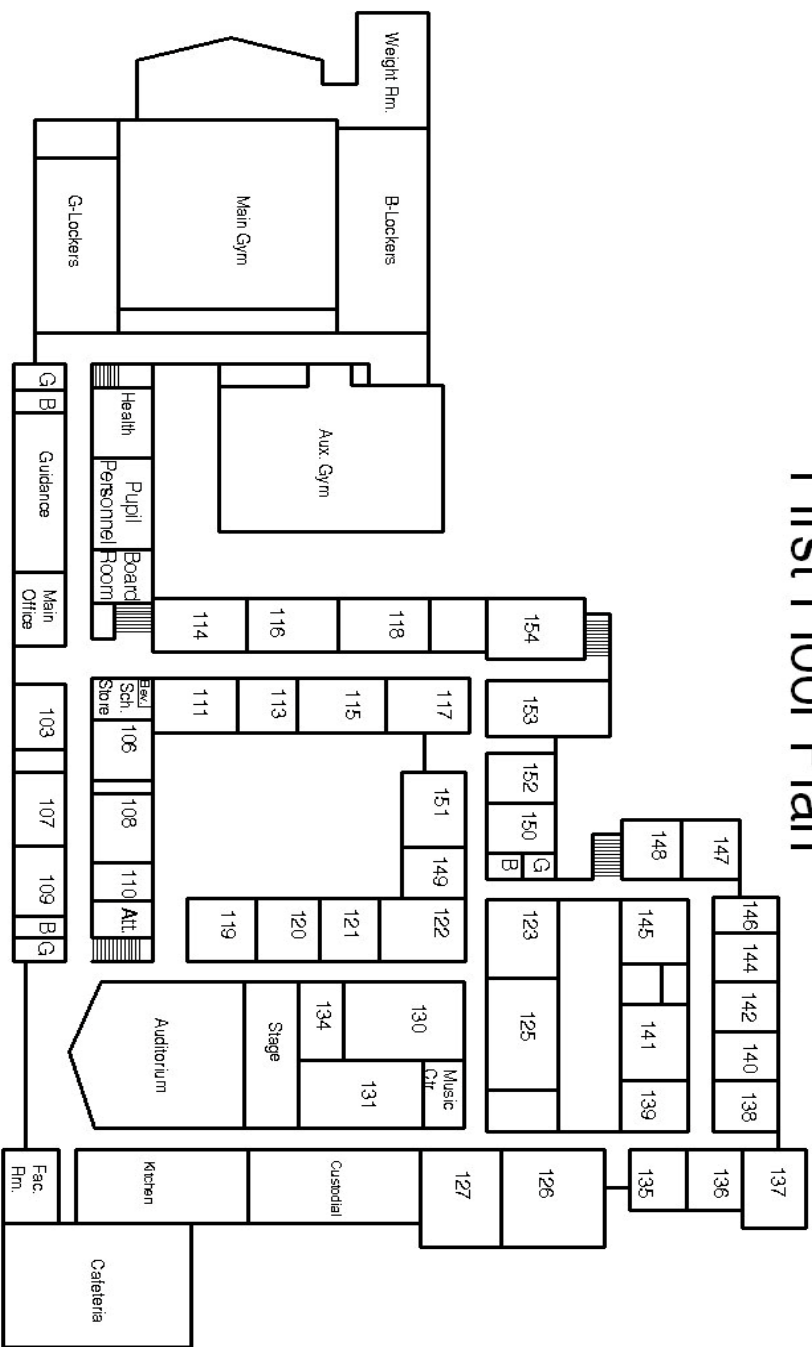 First Floor Plan
137
147
146
144
142
140
138
136
148
145
141
139
135
154
153
152
150
G
B
123
125
126
Weight Rm.
B-Lockers
118
117
151
149
122
130
Music
Ctr
127
Aux. Gym
116
115
121
134
131
Custodial
Main Gym
114
113
111
120
119
Stage
Auditorium
Kitchen
Health
Pupil
Personnel
Board
Room
Elev.
Sch.
Store
106
108
110
Att.
G-Lockers
G
B
Guidance
Main
Office
103
107
109
B
G
Fac.
Rm.
Cafeteria